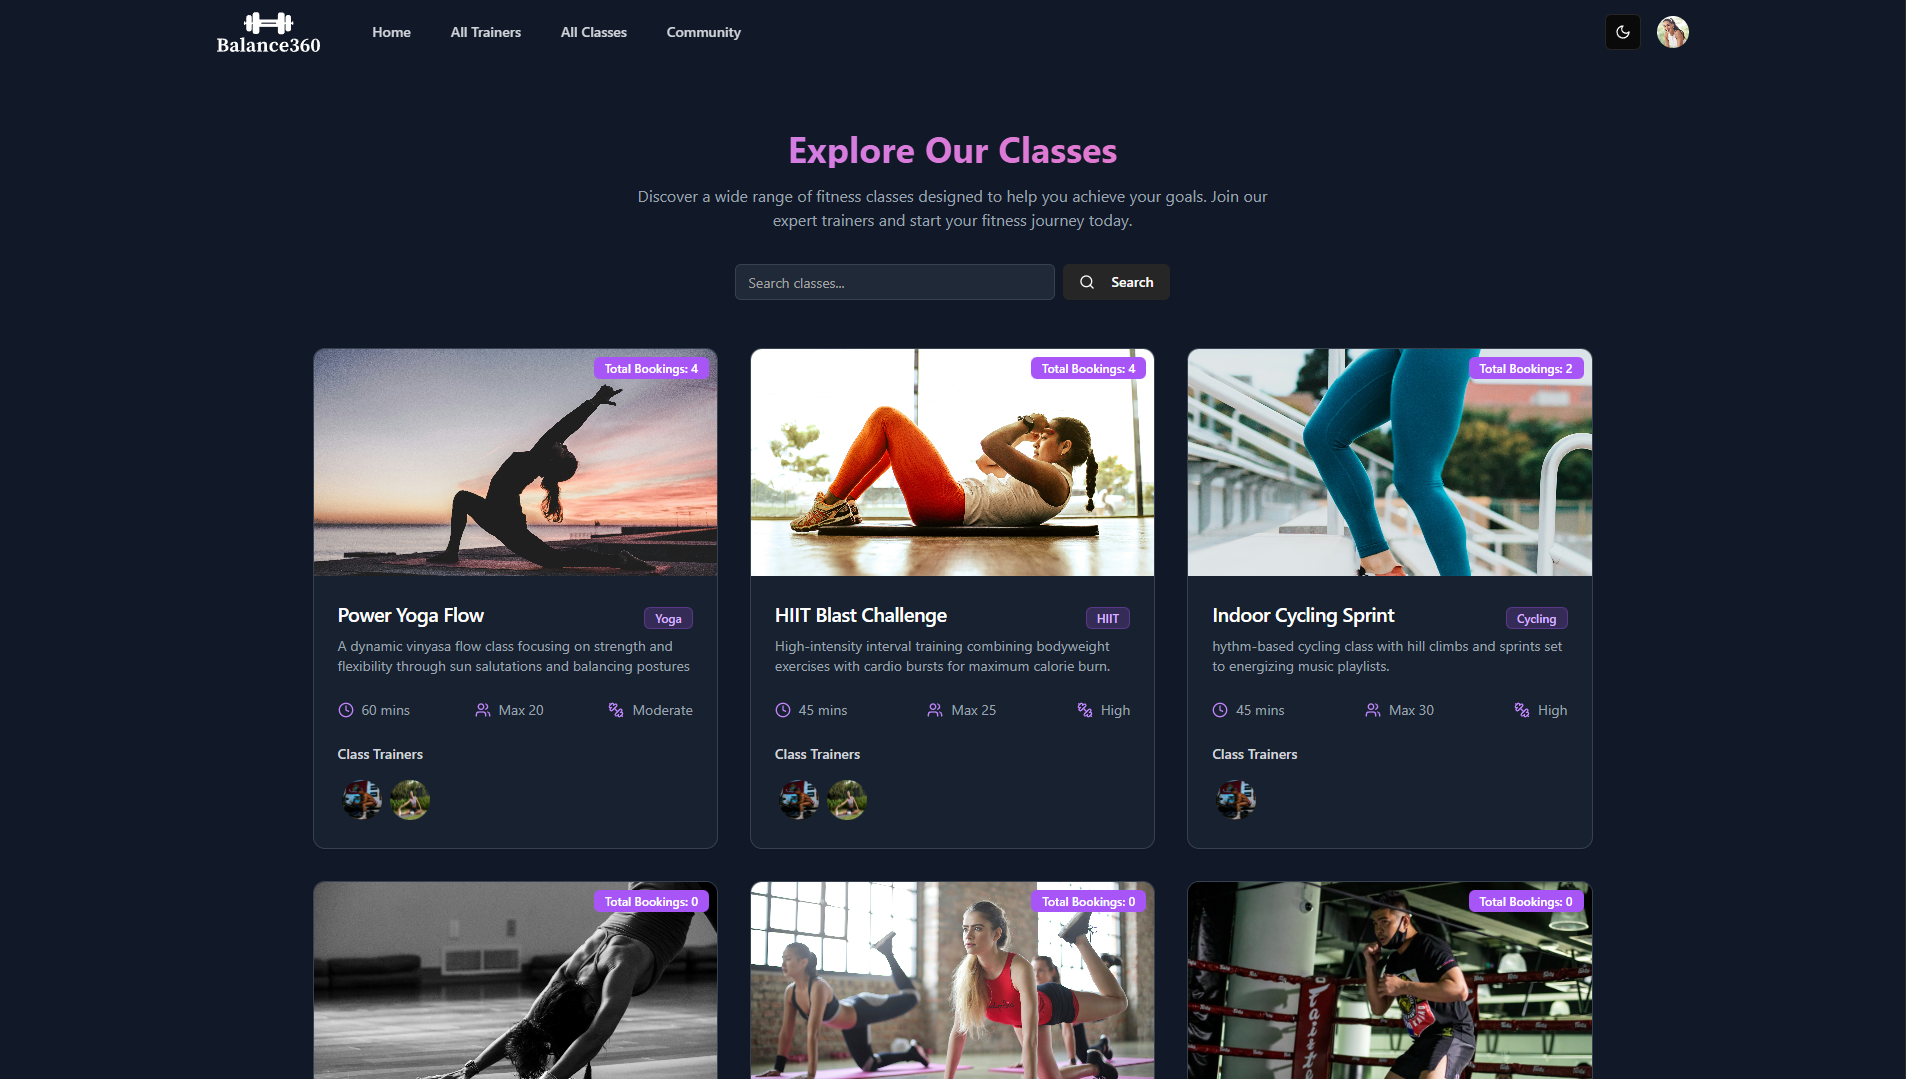 Balance360
Home
All Trainers
All Classes
Community
Explore Our Classes
Discover a wide range of fitness classes designed to help you achieve your goals. Join our
expert trainers and start your fitness journey today.
Search classes...
Search
Total Bookings: 4
Power Yoga Flow
Yoga
A dynamic vinyasa flow class focusing on strength and
flexibility through sun salutations and balancing postures
60 mins
Max 20
Moderate
Class Trainers
Total Bookings: 4
HIIT Blast Challenge
HIIT
High-intensity interval training combining bodyweight
exercises with cardio bursts for maximum calorie burn.
45 mins
Max 25
High
Class Trainers
Total Bookings: 2
Indoor Cycling Sprint
Cycling
hythm-based cycling class with hill climbs and sprints set
to energizing music playlists.
45 mins
Max 30
High
Class Trainers
Total Bookings: 0
Total Bookings: 0
Total Bookings: 0